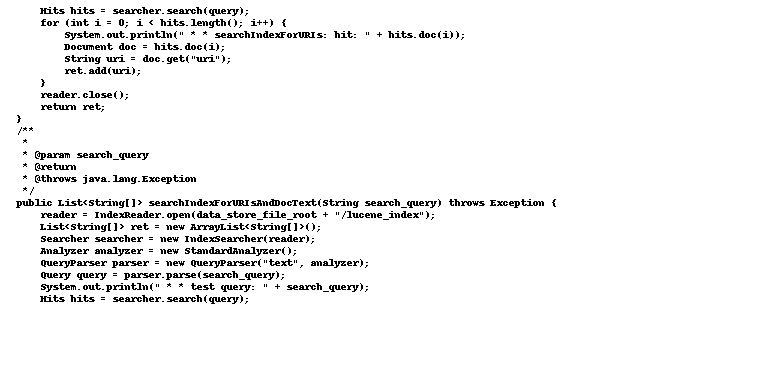 Hits hits = searcher.search(query);
for (int i = 0; i < hits.length(); i++) {
System.out.println(" * * searchIndexForURIs: hit: " + hits.doc(i));
Document doc = hits.doc(i);
String uri = doc.get("uri");
ret.add(uri);
}
reader.close();
return ret;
}
/**
*
* @param search_query
* @return
* @throws java.lang.Exception
*/
public List<String[]> searchIndexForURIsAndDocText(String search_query) throws Exception {
reader = IndexReader.open(data_store_file_root + "/lucene_index");
List<String[]> ret = new ArrayList<String[]>();
Searcher searcher = new IndexSearcher(reader);
Analyzer analyzer = new StandardAnalyzer();
QueryParser parser = new QueryParser("text", analyzer);
Query query = parser.parse(search_query);
System.out.println(" * * test query: " + search_query);
Hits hits = searcher.search(query);